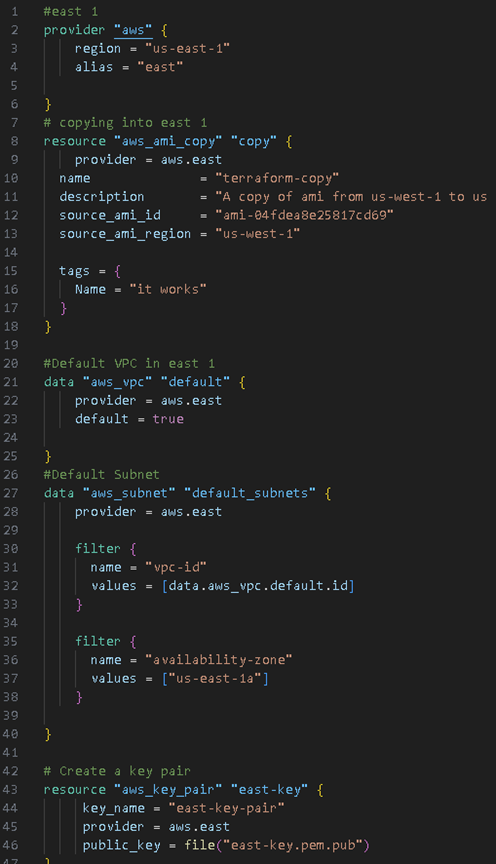 1 #east 1
2 provider "aws" {
3 region = "us-east-1"
4 alias = "east"
5
6 }
7 # copying into east 1
8 resource "aws_ami_copy" "copy" {
9 provider = aws.east
10 name = "terraform-copy"
11 description = "A copy of ami from us-west-1 to us
12 source_ami_id = "ami-04fdea8e25817cd69"
13 source_ami_region = "us-west-1"
14
15 tags = {
16 Name = "it works"
17 }
18 }
19
20 #Default VPC in east 1
21 data "aws_vpc" "default" {
22 provider = aws.east
23 default = true
24
25 }
26 #Default Subnet
27 data "aws_subnet" "default_subnets" {
28 provider = aws.east
29
30 filter {
31 name = "vpc-id"
32 values = [data.aws_vpc.default.id]
33 }
34
35 filter {
36 name = "availability-zone"
37 values = ["us-east-1a"]
38 }
39
40 }
41
42 # Create a key pair
43 resource "aws_key_pair" "east-key" {
44 key_name = "east-key-pair"
45 provider = aws.east
46 public_key = file("east-key.pem.pub")